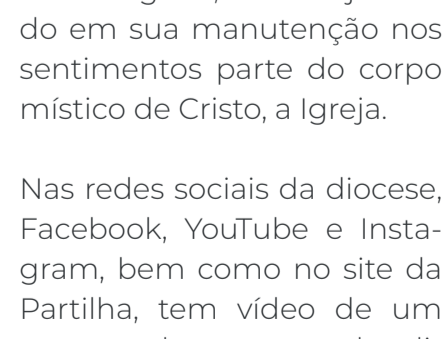 do em sua manutenção nos
sentimentos parte do corpo
místico de Cristo, a Igreja.
Nas redes sociais da diocese,
Facebook, YouTube e Insta-
gram, bem como no site da
Partilha, tem vídeo de um